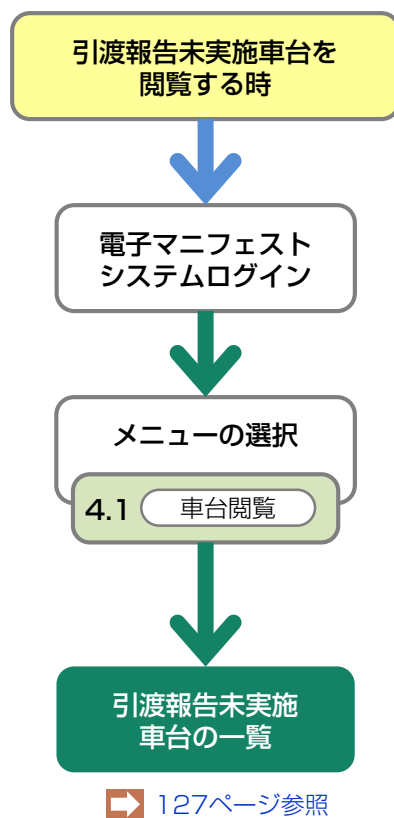 引渡報告未実施車台を
閲覧する時
電子マニフェスト
システムログイン
メニューの選択
4.1 車台閲覧
引渡報告未実施
車台の一覧
127ページ参照